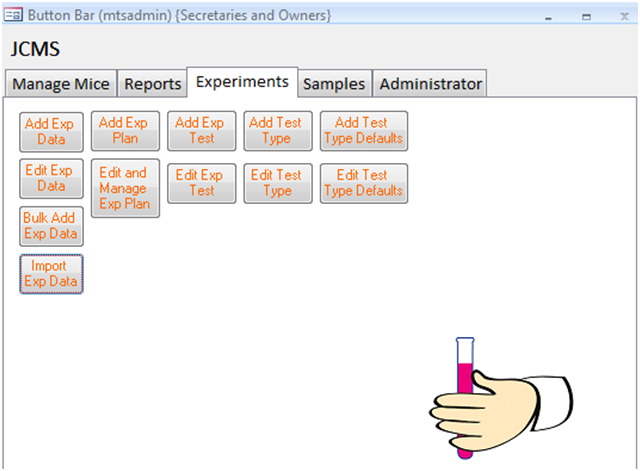 Button Bar (mtsadmin) {Secretaries and Owners}
JCMS
Manage Mice Reports Experiments Samples Administrator
Add Exp
Data
Add Exp
Plan
Add Exp
Test
Add Test
Type
Add Test
Type Defaults
Edit Exp
Data
Edit and
Manage
Exp Plan
Edit Exp
Test
Edit Test
Type
Edit Test
Type Defaults
Bulk Add
Exp Data
Import
Exp Data